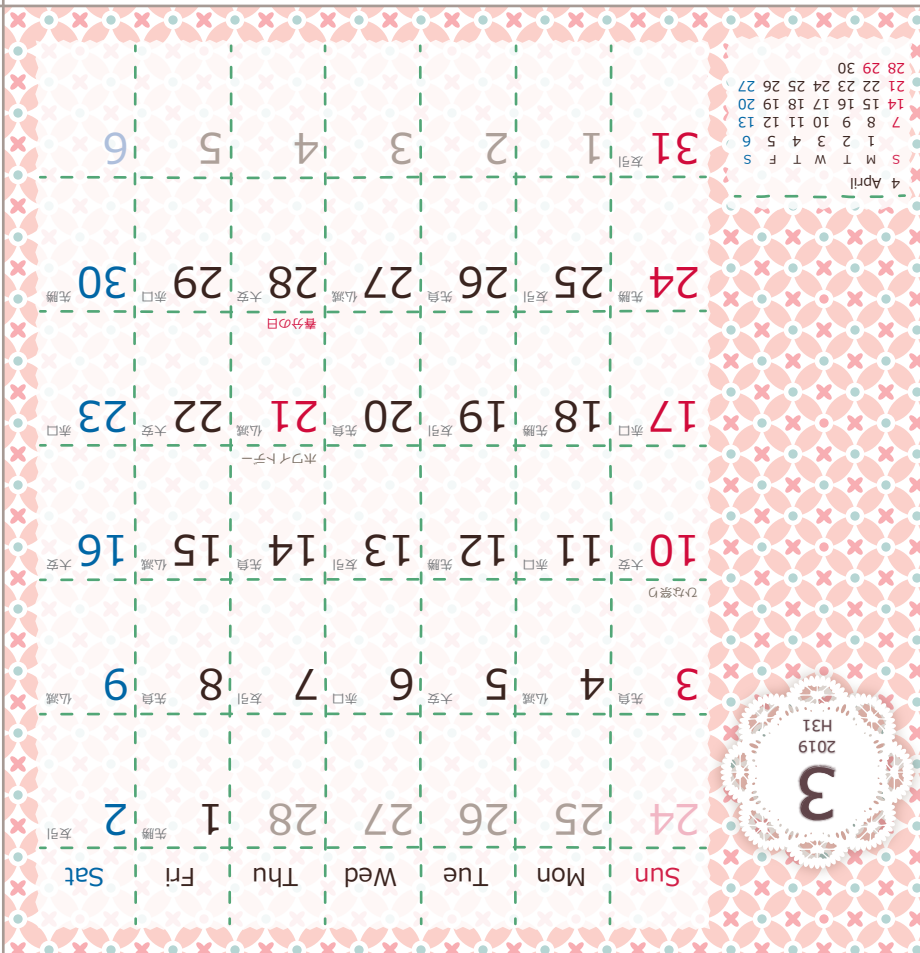 3
2019
H31
Sun Mon Tue Wed Thu Fri Sat
24 25 26 27 28 1 先勝 2 友引
3 先負 4 仏滅 5 大安 6 赤口 7 友引 8 先負 9 仏滅
ひな祭り
10 大安 11 赤口 12 先勝 13 友引 14 先負 15 仏滅 16 大安
ホワイトデー
17 赤口 18 先勝 19 友引 20 先負 21 仏滅 22 大安 23 赤口
春分の日
24 先勝 25 友引 26 先負 27 仏滅 28 大安 29 赤口 30 先勝
31 友引 1 2 3 4 5 6
4 April
S M T W T F S
1 2 3 4 5 6
7 8 9 10 11 12 13
14 15 16 17 18 19 20
21 22 23 24 25 26 27
28 29 30